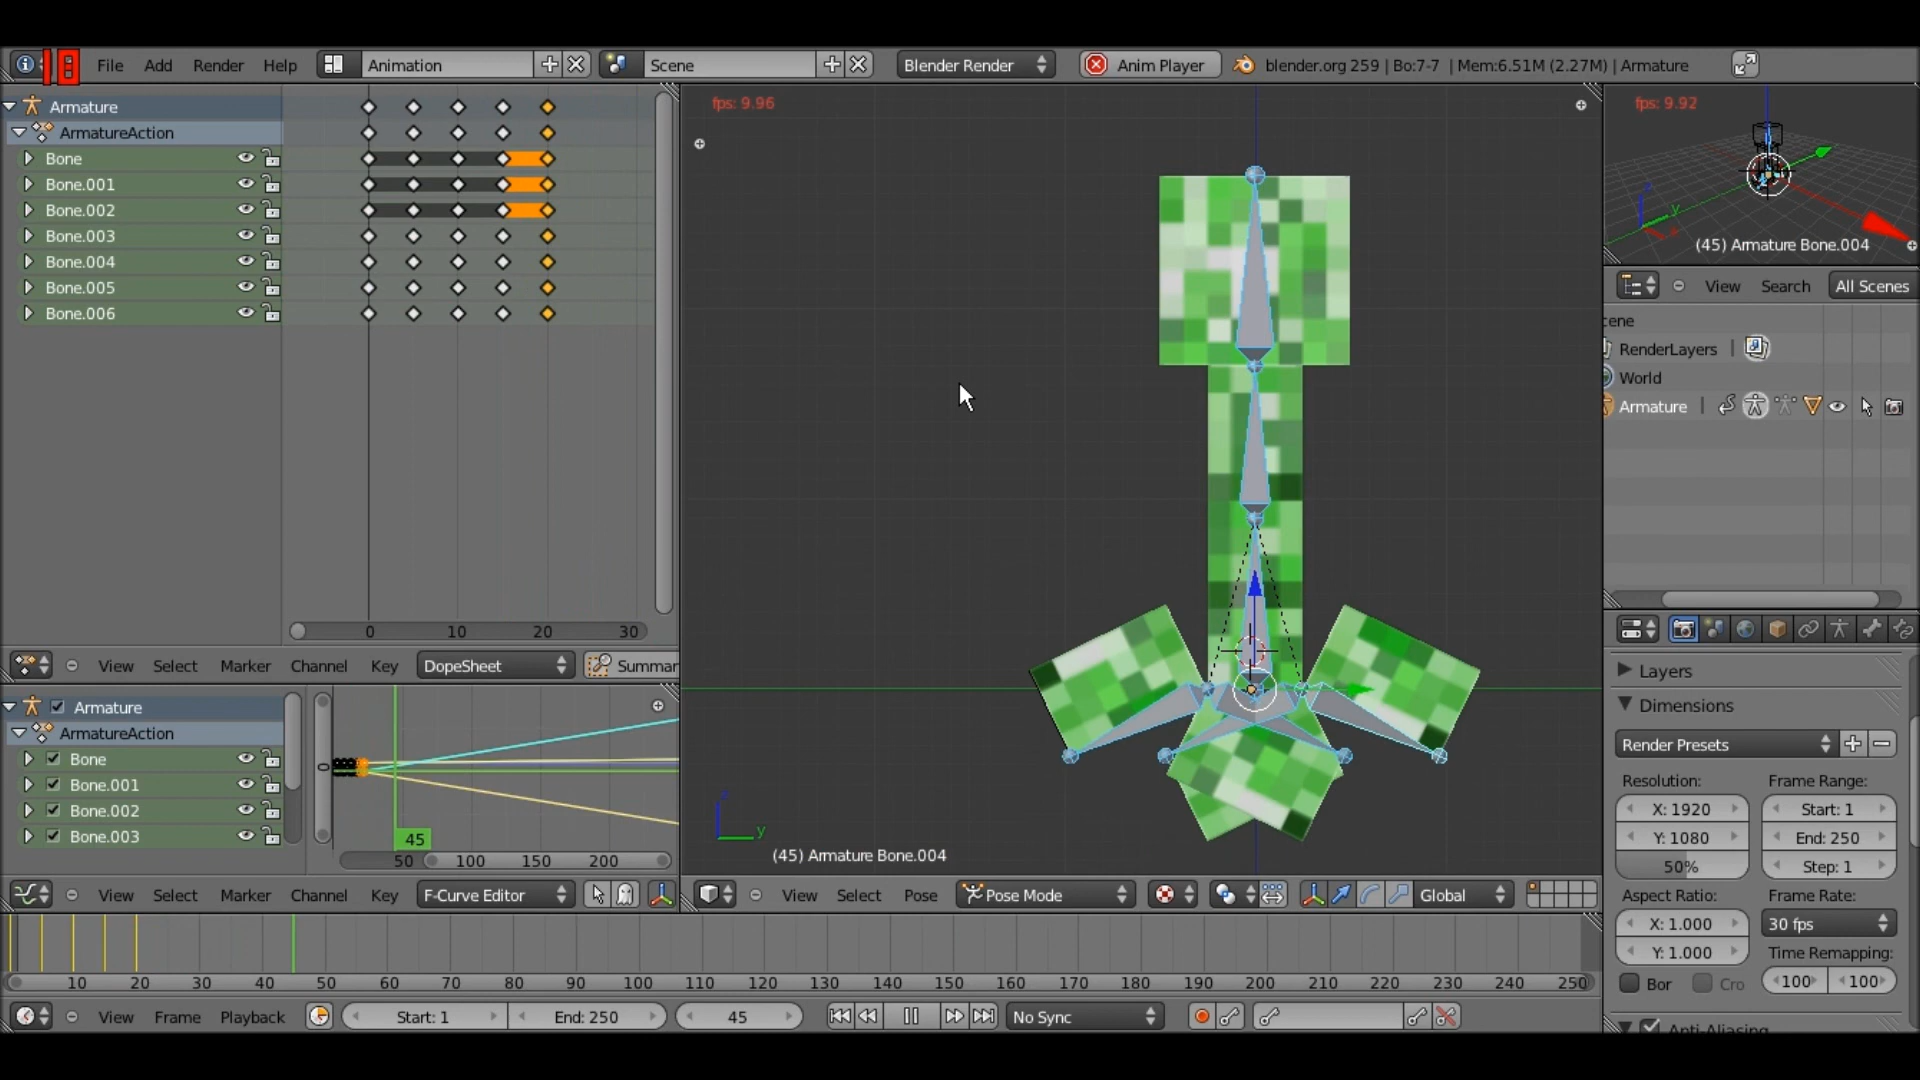 File Add Render Help Animation Scene Blender Render Anim Player blender.org 259 | Bo:7-7 | Mem:6.51M (2.27M) | Armature
Armature
ArmatureAction
Bone
Bone.001
Bone.002
Bone.003
Bone.004
Bone.005
Bone.006
0 10 20 30
View Select Marker Channel Key DopeSheet Summar
Armature
ArmatureAction
Bone
Bone.001
Bone.002
Bone.003
0
45
50 100 150 200
View Select Marker Channel Key F-Curve Editor
fps: 9.96
z
y
(45) Armature Bone.004
View Select Pose Pose Mode Global
fps: 9.92
y
(45) Armature Bone.004
View Search All Scenes
cene
RenderLayers
World
Armature
Layers
Dimensions
Render Presets
Resolution: Frame Range:
X: 1920 Start: 1
Y: 1080 End: 250
50% Step: 1
Aspect Ratio: Frame Rate:
X: 1.000 30 fps
Y: 1.000 Time Remapping:
Bor Cro 100 100
Anti-Aliasing
10 20 30 40 50 60 70 80 90 100 110 120 130 140 150 160 170 180 190 200 210 220 230 240 250
View Frame Playback Start: 1 End: 250 45 No Sync